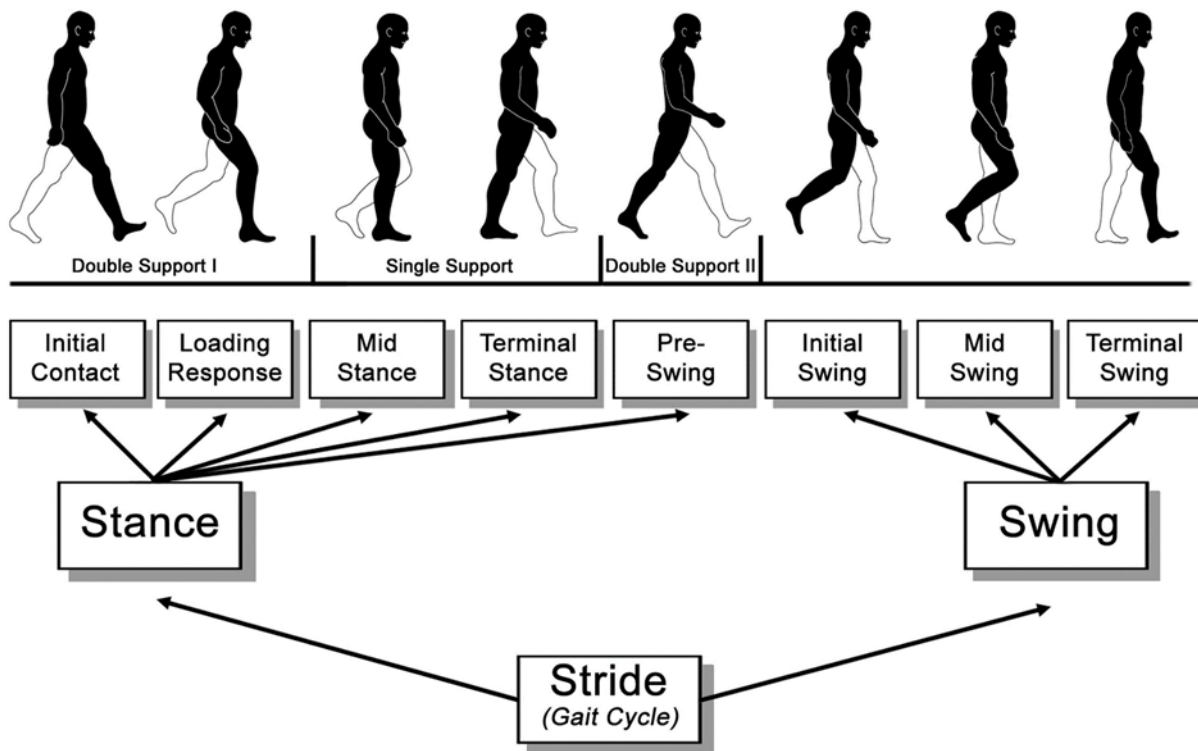 Double Support I
Single Support
Double Support II
Initial
Contact
Loading
Response
Mid
Stance
Terminal
Stance
Pre-
Swing
Initial
Swing
Mid
Swing
Terminal
Swing
Stance
Swing
Stride
(Gait Cycle)